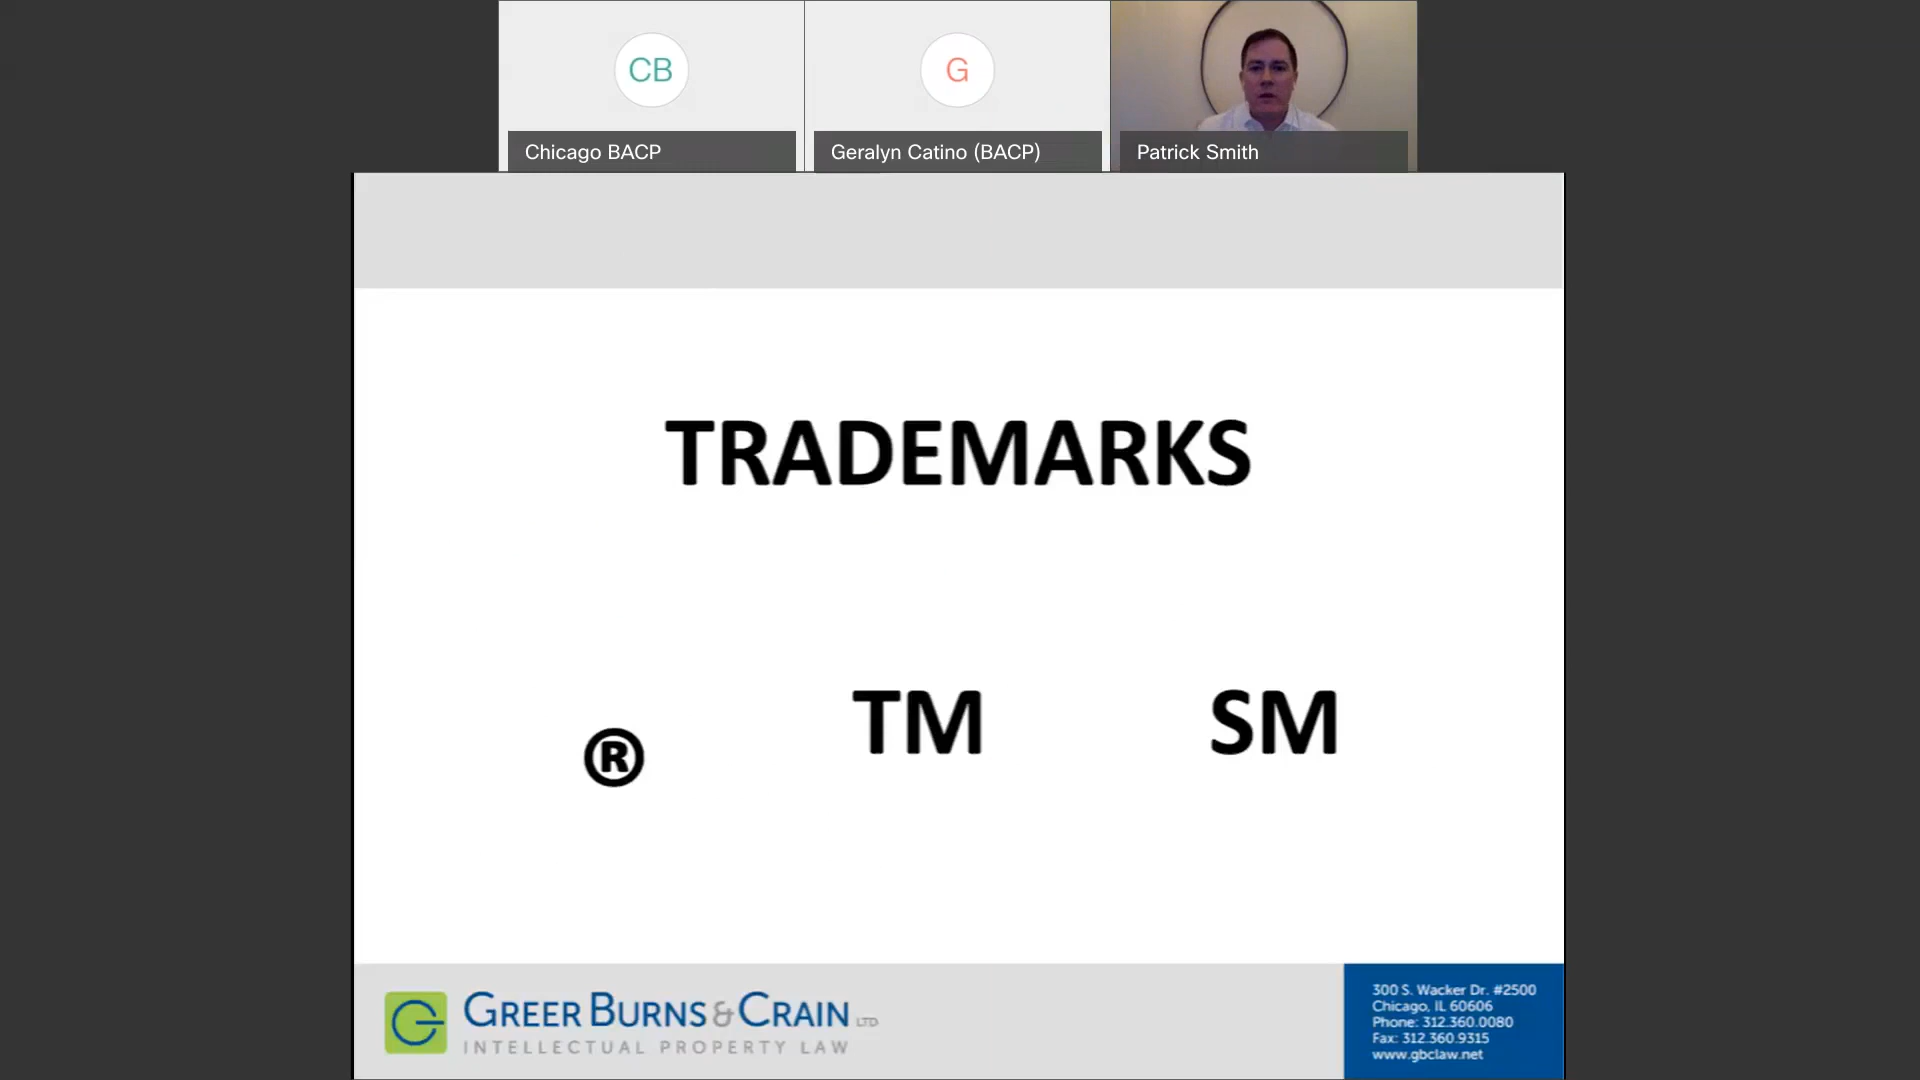 CB
G
Chicago BACP
Geralyn Catino (BACP)
Patrick Smith
TRADEMARKS
® TM SM
GREER BURNS & CRAIN LTD
INTELLECTUAL PROPERTY LAW
300 S. Wacker Dr. #2500
Chicago, IL 60606
Phone: 312.360.0080
Fax: 312.360.9315
www.gbclaw.net